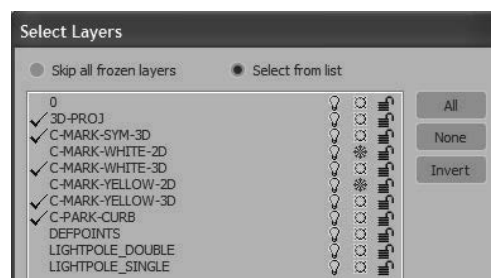 Select Layers
Skip all frozen layers Select from list
0
3D-PROJ
C-MARK-SYM-3D
C-MARK-WHITE-2D
C-MARK-WHITE-3D
C-MARK-YELLOW-2D
C-MARK-YELLOW-3D
C-PARK-CURB
DEFPOINTS
LIGHTPOLE_DOUBLE
LIGHTPOLE_SINGLE
All
None
Invert